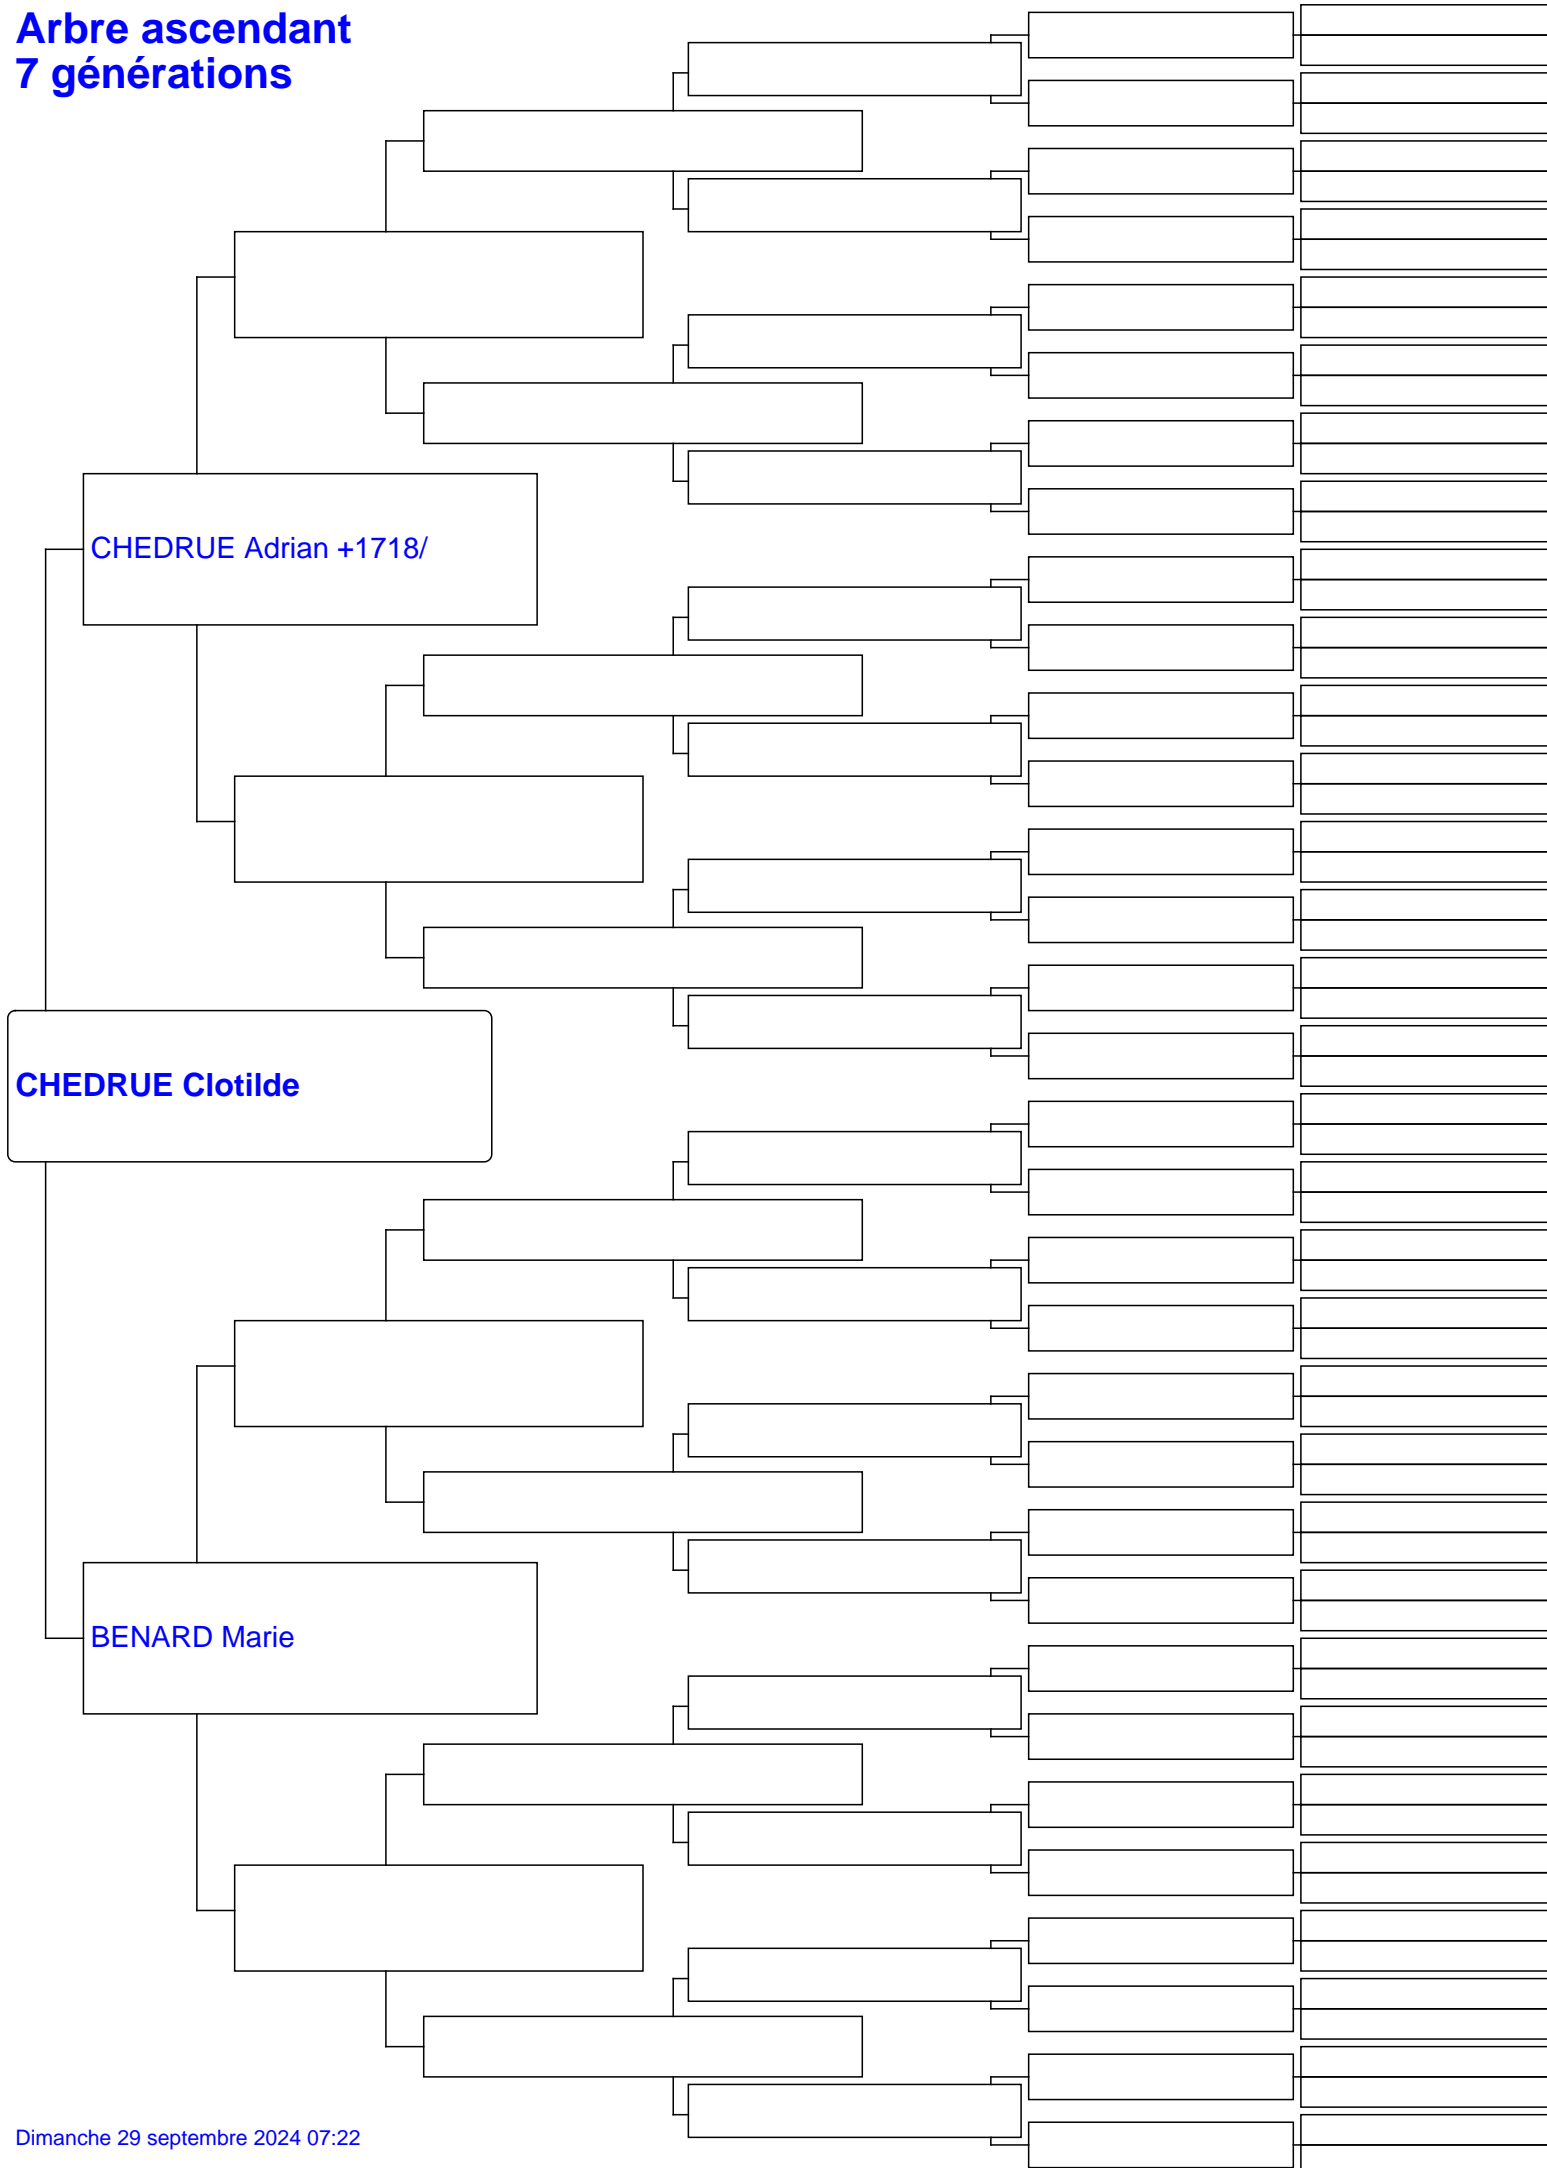 Arbre ascendant
7 générations
CHEDRUE Adrian +1718/
CHEDRUE Clotilde
BENARD Marie
Dimanche 29 septembre 2024 07:22